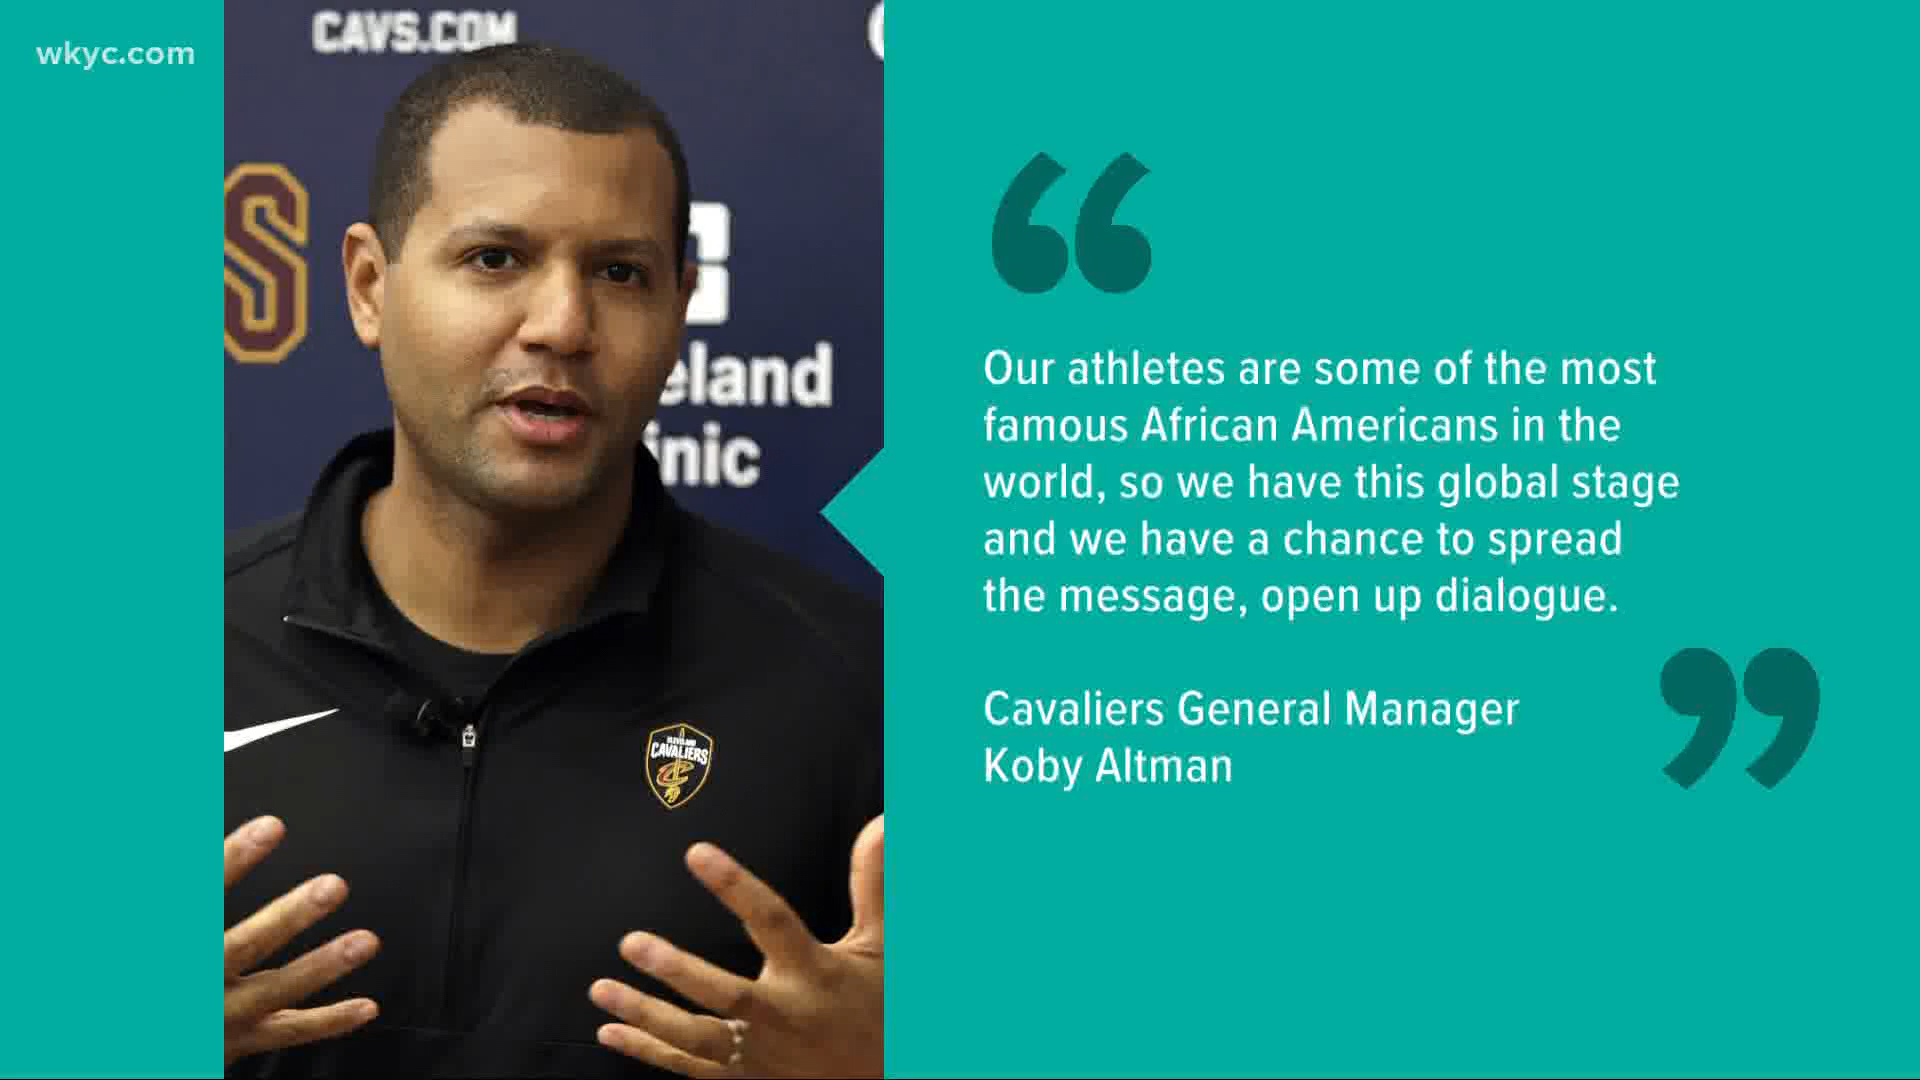 wkyc.com
CAVS.COM
S
eland
inic
CLEVELAND
CAVALIERS
C
Our athletes are some of the most
famous African Americans in the
world, so we have this global stage
and we have a chance to spread
the message, open up dialogue.
Cavaliers General Manager
Koby Altman